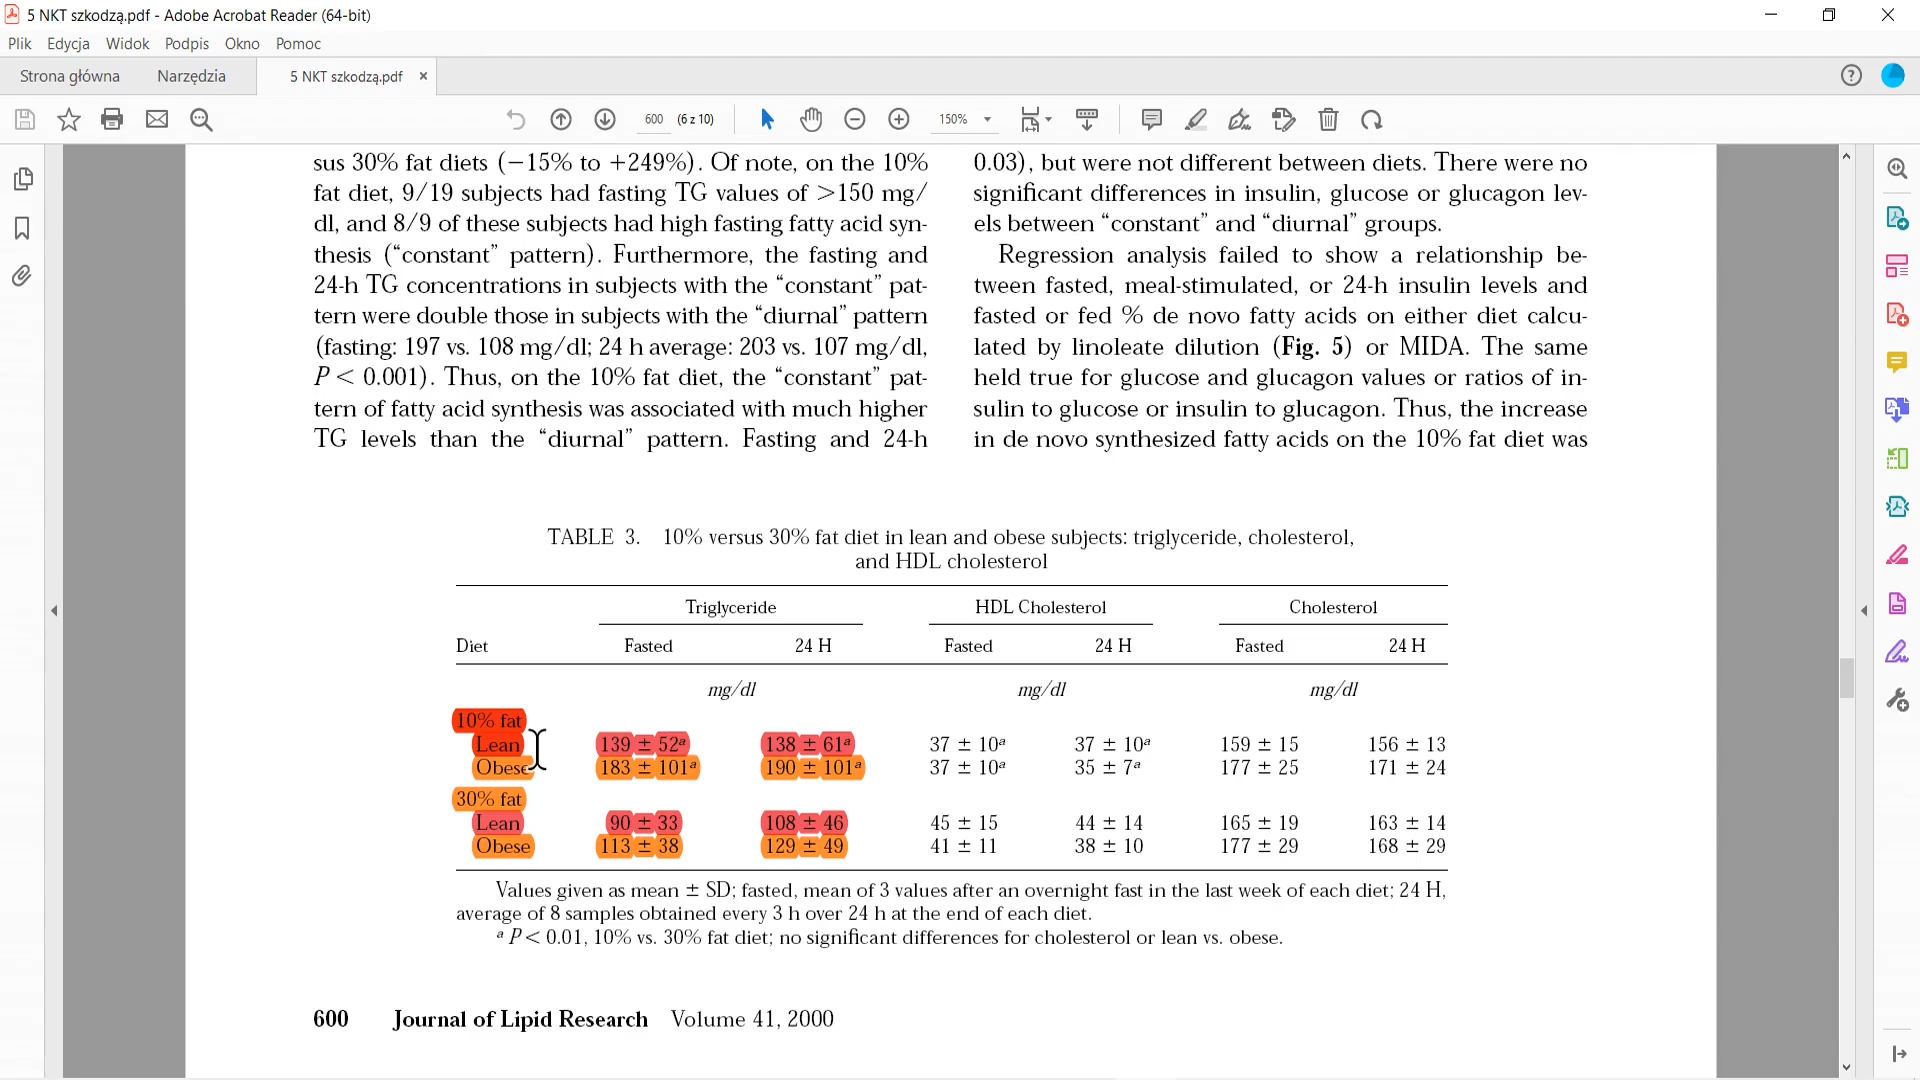 5 NKT szkodzą.pdf - Adobe Acrobat Reader (64-bit)
Plik Edycja Widok Podpis Okno Pomoc
Strona główna Narzędzia 5 NKT szkodzą.pdf ×
600 (6 z 10) 150%
sus 30% fat diets (−15% to +249%). Of note, on the 10%
fat diet, 9/19 subjects had fasting TG values of >150 mg/
dl, and 8/9 of these subjects had high fasting fatty acid syn-
thesis (“constant” pattern). Furthermore, the fasting and
24-h TG concentrations in subjects with the “constant” pat-
tern were double those in subjects with the “diurnal” pattern
(fasting: 197 vs. 108 mg/dl; 24 h average: 203 vs. 107 mg/dl,
P < 0.001). Thus, on the 10% fat diet, the “constant” pat-
tern of fatty acid synthesis was associated with much higher
TG levels than the “diurnal” pattern. Fasting and 24-h
0.03), but were not different between diets. There were no
significant differences in insulin, glucose or glucagon lev-
els between “constant” and “diurnal” groups.
Regression analysis failed to show a relationship be-
tween fasted, meal-stimulated, or 24-h insulin levels and
fasted or fed % de novo fatty acids on either diet calcu-
lated by linoleate dilution (Fig. 5) or MIDA. The same
held true for glucose and glucagon values or ratios of in-
sulin to glucose or insulin to glucagon. Thus, the increase
in de novo synthesized fatty acids on the 10% fat diet was
TABLE 3. 10% versus 30% fat diet in lean and obese subjects: triglyceride, cholesterol,
and HDL cholesterol
Triglyceride HDL Cholesterol Cholesterol
Diet Fasted 24 H Fasted 24 H Fasted 24 H
mg/dl mg/dl mg/dl
10% fat
Lean 139 ± 52a 138 ± 61a 37 ± 10a 37 ± 10a 159 ± 15 156 ± 13
Obese 183 ± 101a 190 ± 101a 37 ± 10a 35 ± 7a 177 ± 25 171 ± 24
30% fat
Lean 90 ± 33 108 ± 46 45 ± 15 44 ± 14 165 ± 19 163 ± 14
Obese 113 ± 38 129 ± 49 41 ± 11 38 ± 10 177 ± 29 168 ± 29
Values given as mean ± SD; fasted, mean of 3 values after an overnight fast in the last week of each diet; 24 H,
average of 8 samples obtained every 3 h over 24 h at the end of each diet.
a P < 0.01, 10% vs. 30% fat diet; no significant differences for cholesterol or lean vs. obese.
600 Journal of Lipid Research Volume 41, 2000